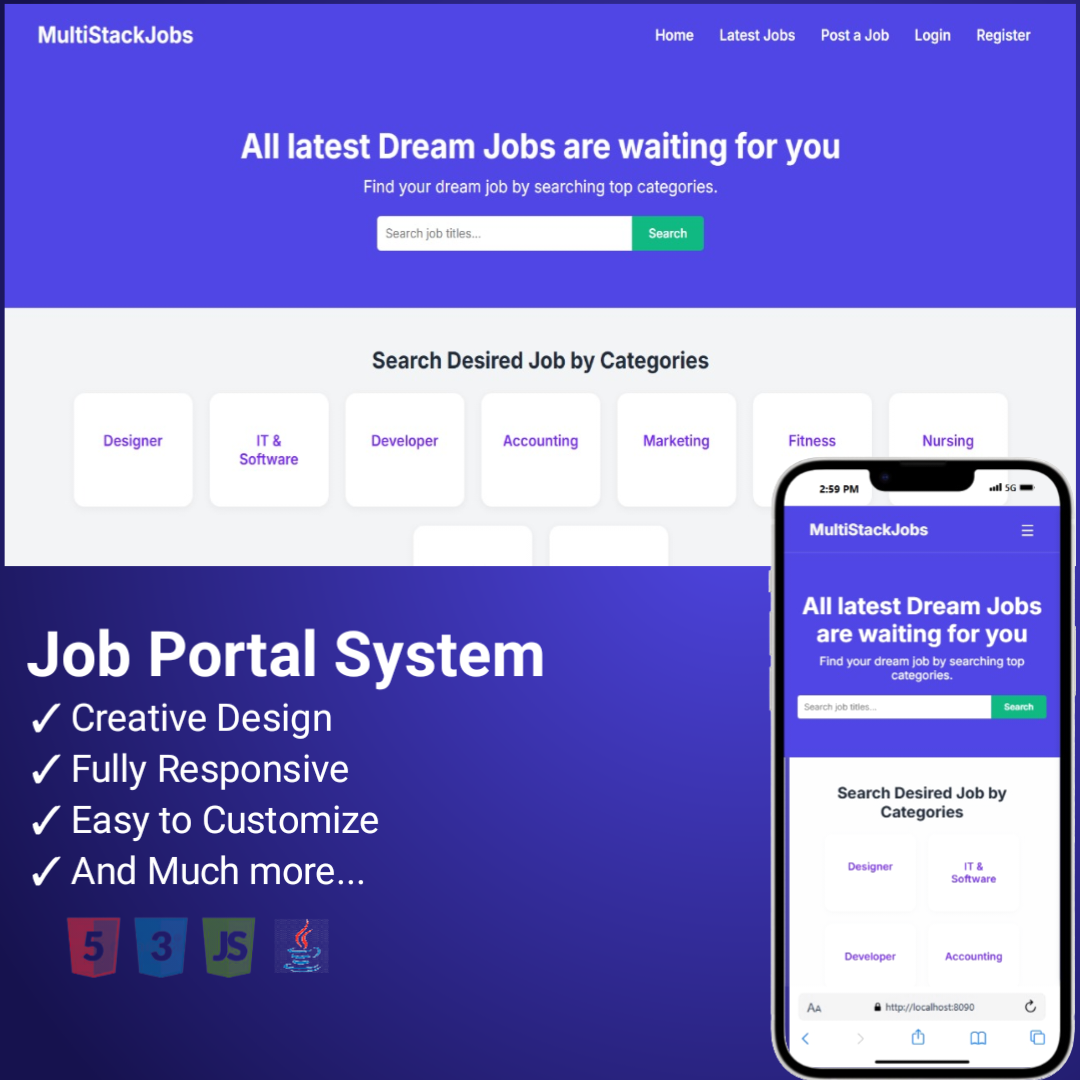 MultiStackJobs
Home Latest Jobs Post a Job Login Register
All latest Dream Jobs are waiting for you
Find your dream job by searching top categories.
Search job titles... Search
Search Desired Job by Categories
Designer IT & Developer Accounting Marketing Fitness Nursing
Software
Job Portal System
✓ Creative Design
✓ Fully Responsive
✓ Easy to Customize
✓ And Much more...
5 3 JS
2:59 PM 5G
MultiStackJobs
All latest Dream Jobs
are waiting for you
Find your dream job by searching top
categories.
Search job titles... Search
Search Desired Job by
Categories
Designer IT &
Software
Developer Accounting
AA http://localhost:8090